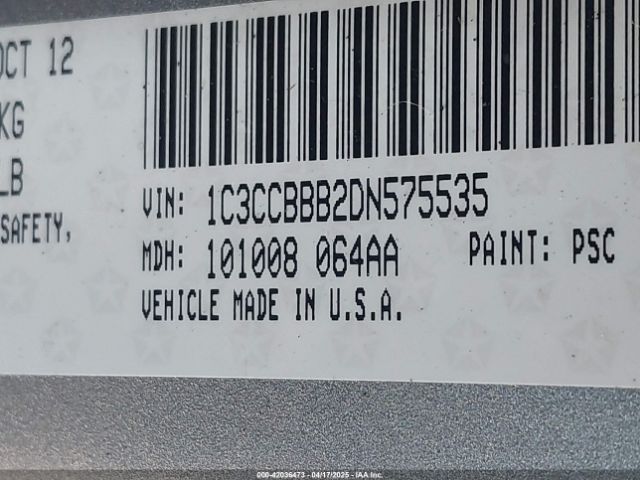 OCT 12
KG
LB
SAFETY,
VIN: 1C3CCBBB2DN575535
MDH: 101008 064AA
PAINT: PSC
VEHICLE MADE IN U.S.A.
000-42036473 - 04/17/2025 - IAA Inc.